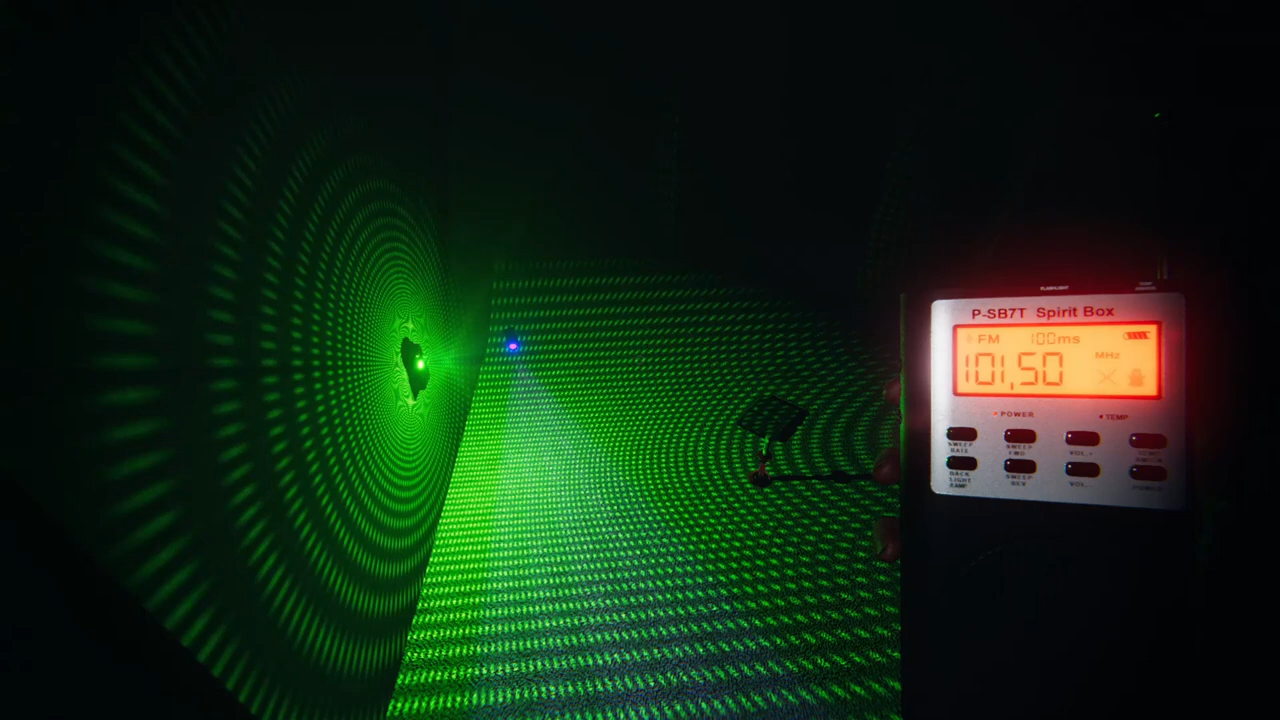 FLASHLIGHT
P-SB7T Spirit Box
FM 100ms
101,50 MHz
POWER TEMP
SWEEP RATE
SWEEP FWD
VOL.+
BACK LIGHT
SWEEP REV
VOL.